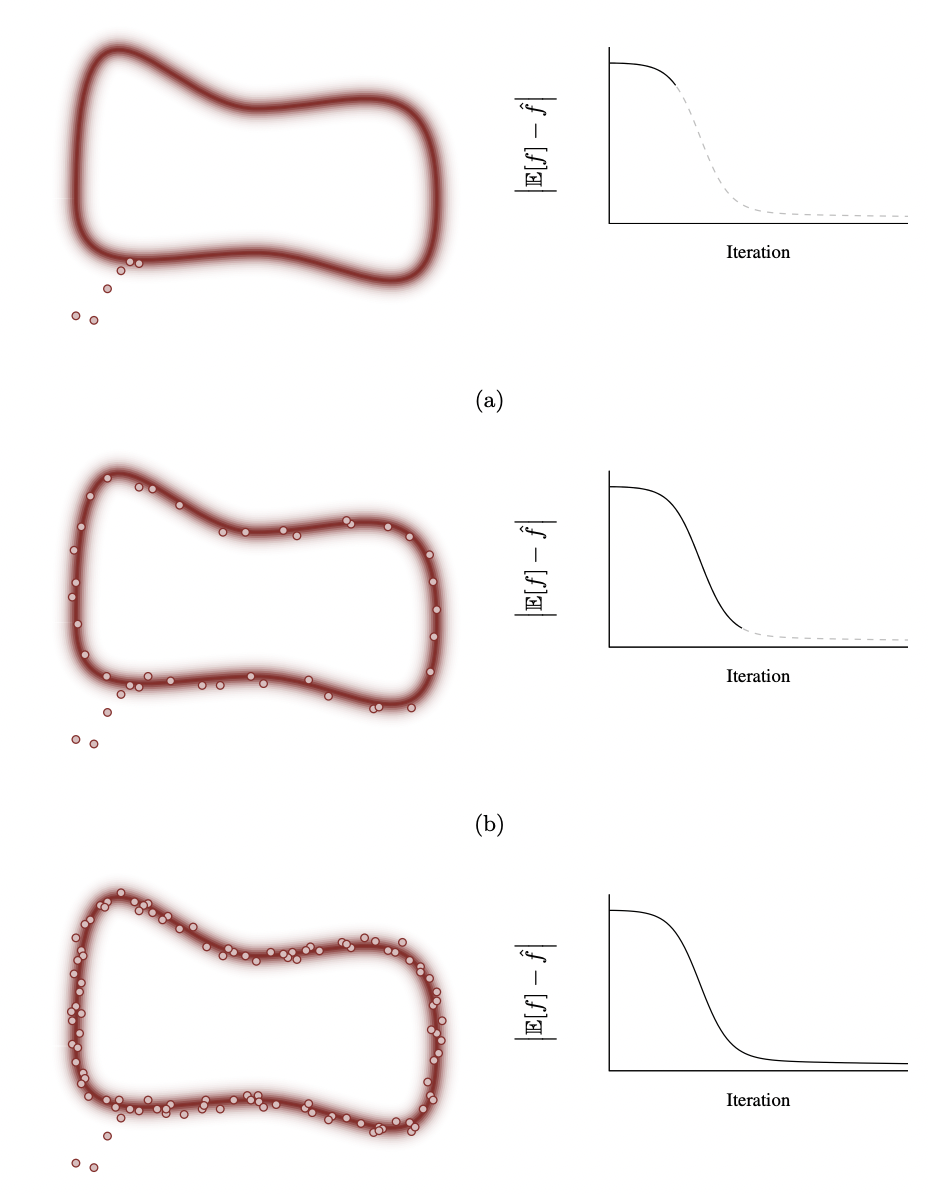 |𝔼[f] − f̂|
Iteration
(a)
|𝔼[f] − f̂|
Iteration
(b)
|𝔼[f] − f̂|
Iteration